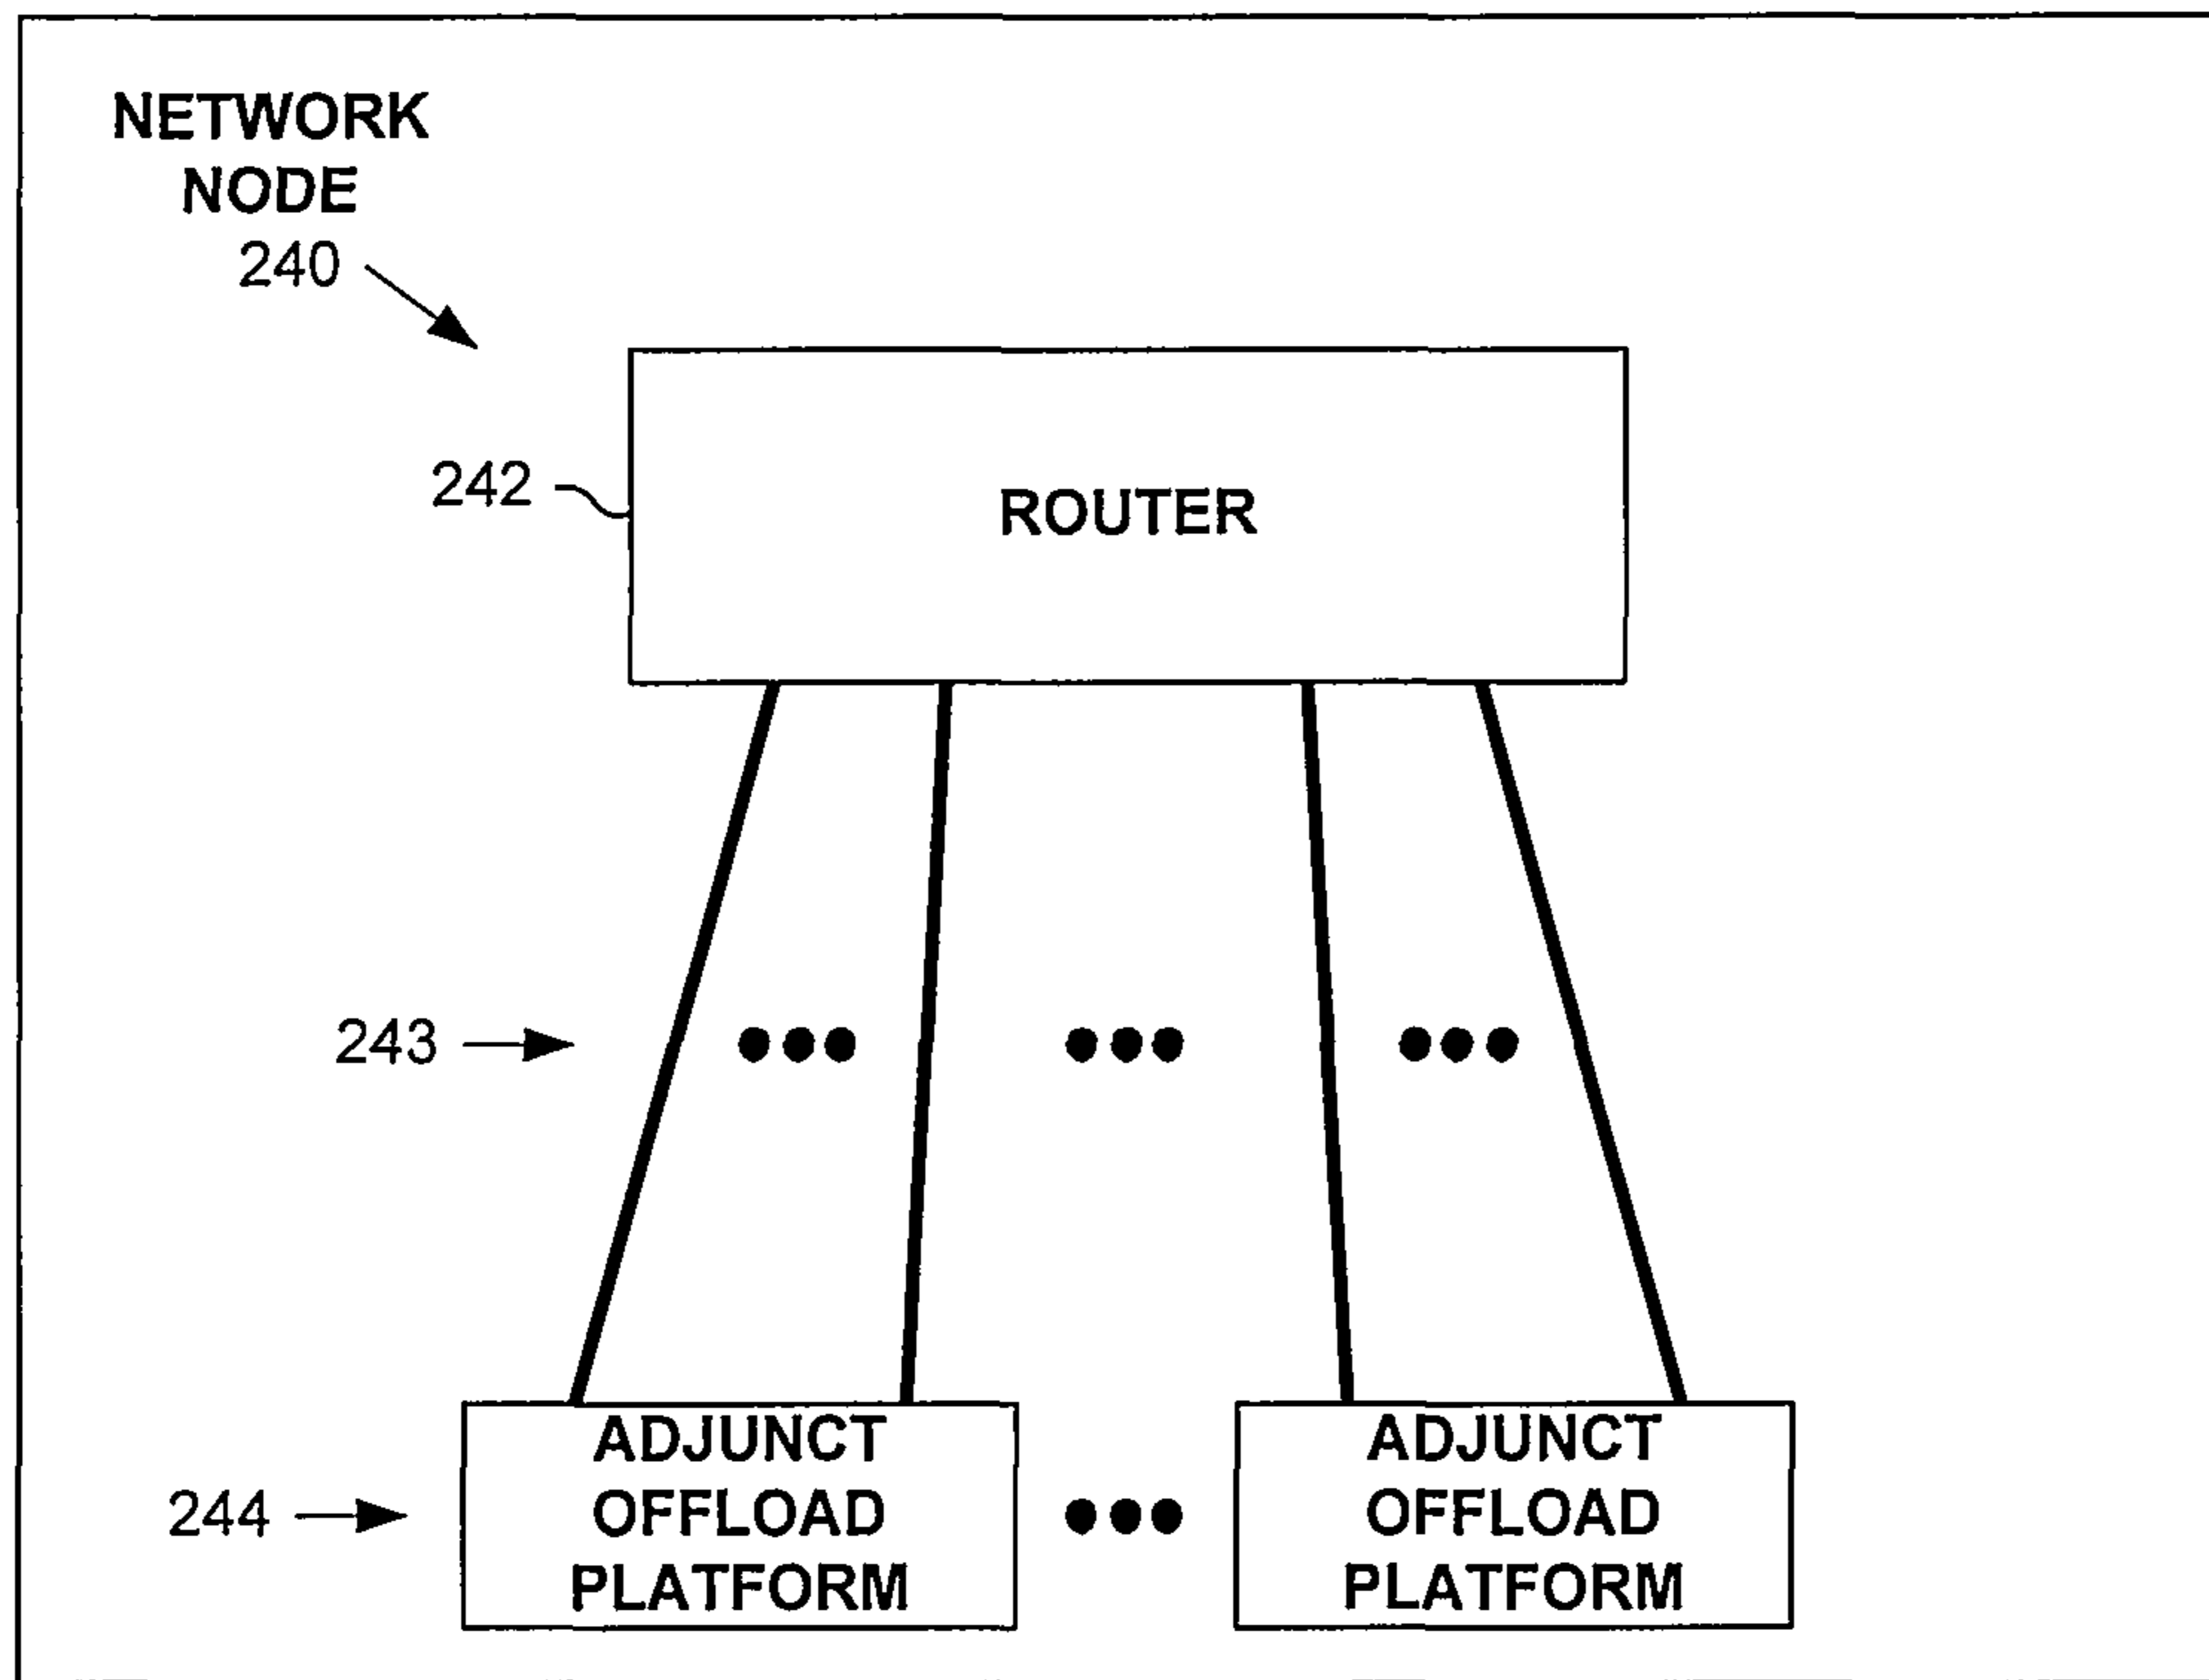 NETWORK
NODE
240
242
ROUTER
243
244
ADJUNCT
OFFLOAD
PLATFORM
ADJUNCT
OFFLOAD
PLATFORM